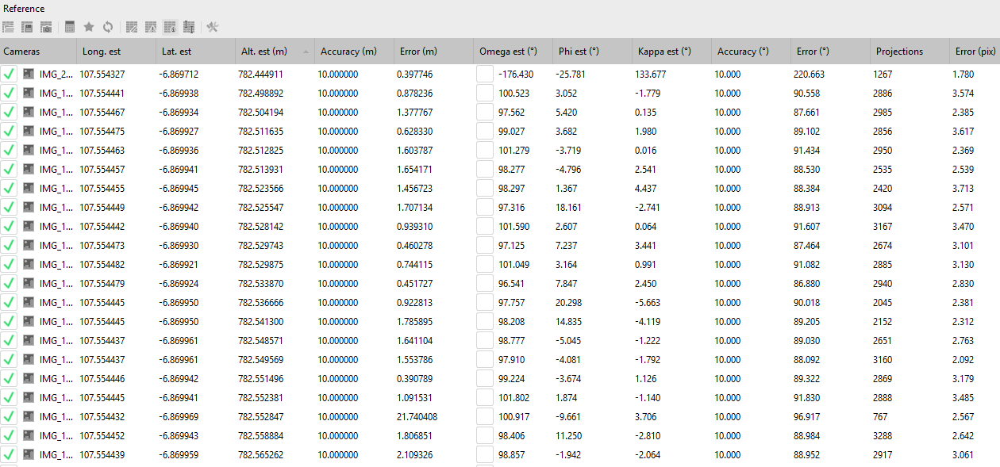 Reference
Cameras Long. est Lat. est Alt. est (m) Accuracy (m) Error (m) Omega est (°) Phi est (°) Kappa est (°) Accuracy (°) Error (°) Projections Error (pix)
IMG_2... 107.554327 -6.869712 782.444911 10.000000 0.397746 -176.430 -25.781 133.677 10.000 220.663 1267 1.780
IMG_1... 107.554441 -6.869938 782.498892 10.000000 0.878236 100.523 3.052 -1.779 10.000 90.558 2886 3.574
IMG_1... 107.554467 -6.869934 782.504194 10.000000 1.377767 97.562 5.420 0.135 10.000 87.661 2985 2.385
IMG_1... 107.554475 -6.869927 782.511635 10.000000 0.628330 99.027 3.682 1.980 10.000 89.102 2856 3.617
IMG_1... 107.554463 -6.869936 782.512825 10.000000 1.603787 101.279 -3.719 0.016 10.000 91.434 2950 2.369
IMG_1... 107.554457 -6.869941 782.513931 10.000000 1.654171 98.277 -4.796 2.541 10.000 88.530 2535 2.539
IMG_1... 107.554455 -6.869945 782.523566 10.000000 1.456723 98.297 1.367 4.437 10.000 88.384 2420 3.713
IMG_1... 107.554449 -6.869942 782.525547 10.000000 1.707134 97.316 18.161 -2.741 10.000 88.913 3094 2.571
IMG_1... 107.554442 -6.869940 782.528142 10.000000 0.939310 101.590 2.607 0.064 10.000 91.607 3167 3.470
IMG_1... 107.554473 -6.869930 782.529743 10.000000 0.460278 97.125 7.237 3.441 10.000 87.464 2674 3.101
IMG_1... 107.554482 -6.869921 782.529875 10.000000 0.744115 101.049 3.164 0.991 10.000 91.082 2885 3.130
IMG_1... 107.554479 -6.869924 782.533870 10.000000 0.451727 96.541 7.847 2.450 10.000 86.880 2940 2.830
IMG_1... 107.554445 -6.869950 782.536666 10.000000 0.922813 97.757 20.298 -5.663 10.000 90.018 2045 2.381
IMG_1... 107.554445 -6.869950 782.541300 10.000000 1.785895 98.208 14.835 -4.119 10.000 89.205 2152 2.312
IMG_1... 107.554437 -6.869961 782.548571 10.000000 1.641104 98.777 -5.045 -1.222 10.000 89.030 2651 2.763
IMG_1... 107.554437 -6.869961 782.549569 10.000000 1.553786 97.910 -4.081 -1.792 10.000 88.092 3160 2.092
IMG_1... 107.554446 -6.869942 782.551496 10.000000 0.390789 99.224 -3.674 1.126 10.000 89.322 2869 3.179
IMG_1... 107.554445 -6.869941 782.552381 10.000000 1.091531 101.802 1.874 -1.140 10.000 91.830 2888 3.485
IMG_1... 107.554432 -6.869969 782.552847 10.000000 21.740408 100.917 -9.661 3.706 10.000 96.917 767 2.567
IMG_1... 107.554452 -6.869943 782.558884 10.000000 1.806851 98.406 11.250 -2.810 10.000 88.984 3288 2.642
IMG_1... 107.554439 -6.869959 782.565262 10.000000 2.109326 98.857 -1.942 -2.064 10.000 88.952 2917 3.061